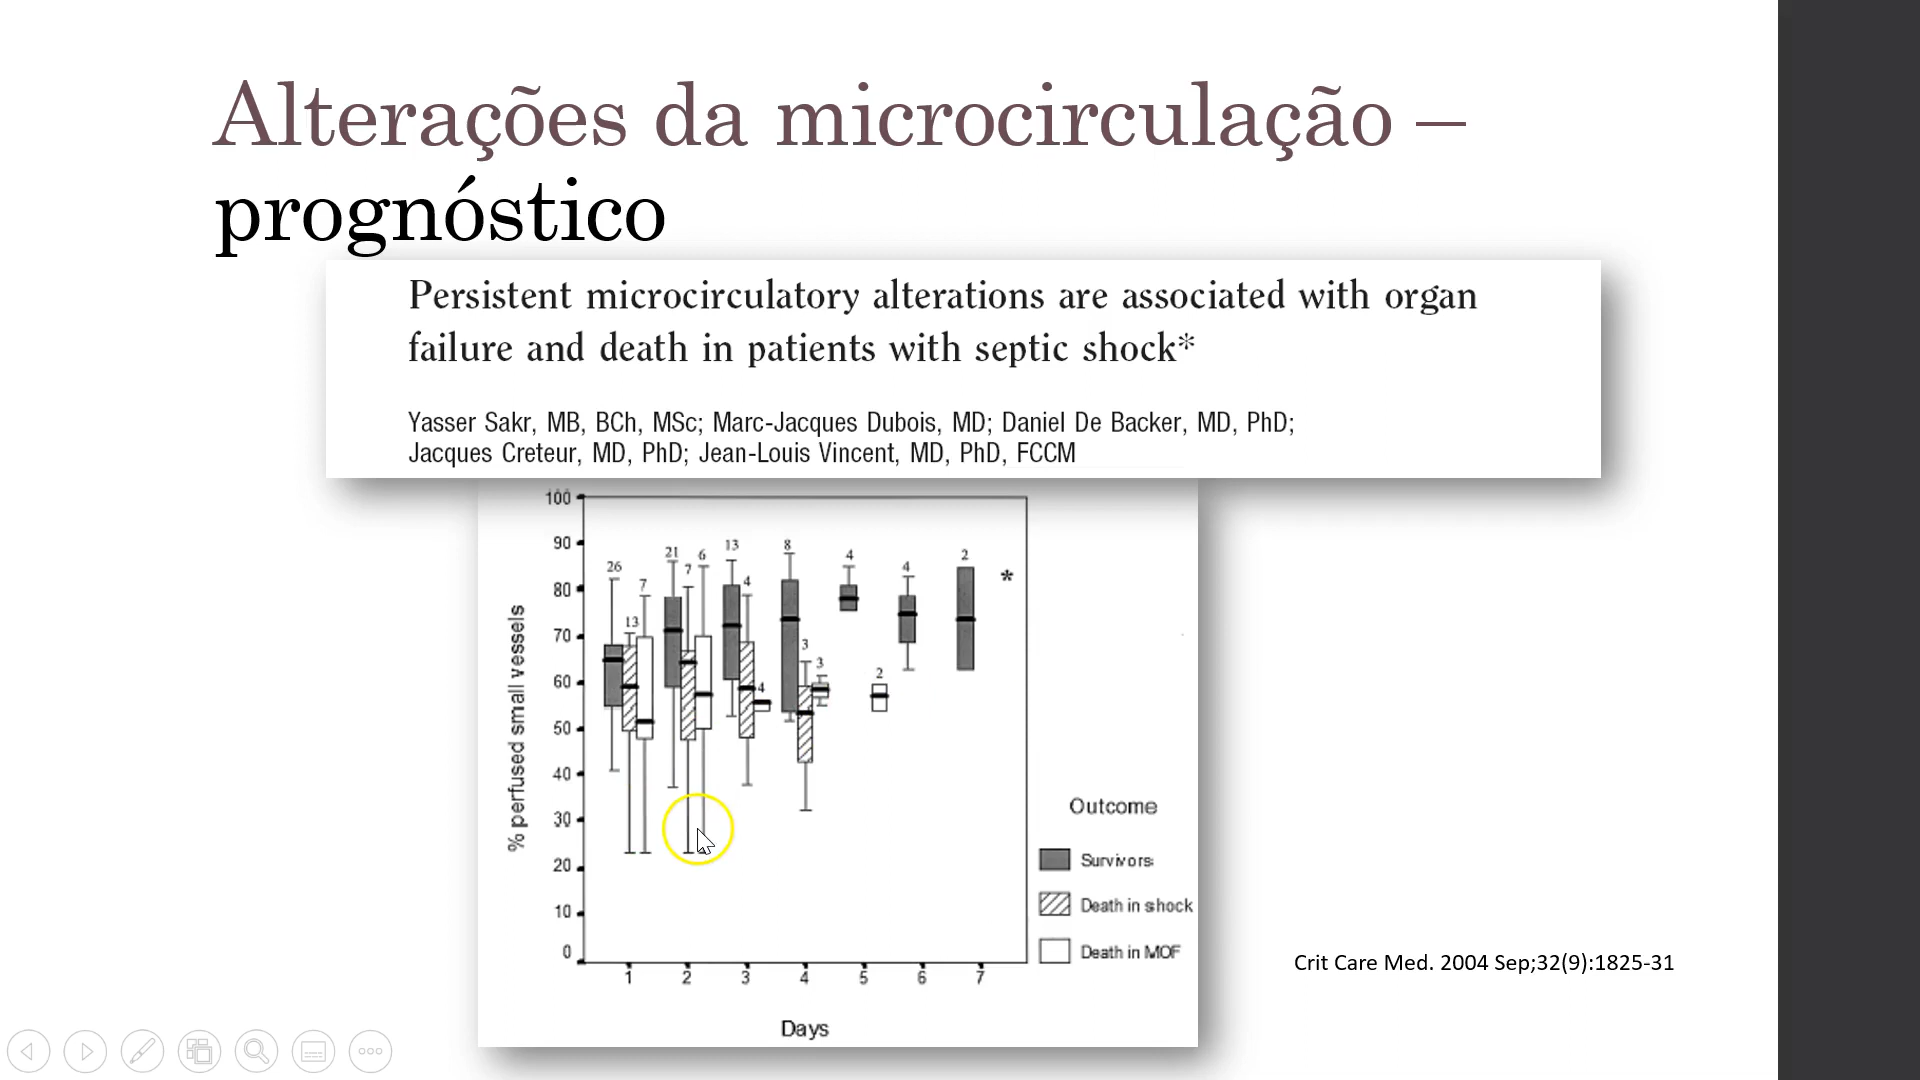 Alterações da microcirculação –
prognóstico
Persistent microcirculatory alterations are associated with organ
failure and death in patients with septic shock*
Yasser Sakr, MB, BCh, MSc; Marc-Jacques Dubois, MD; Daniel De Backer, MD, PhD;
Jacques Creteur, MD, PhD; Jean-Louis Vincent, MD, PhD, FCCM
100
90
80
70
60
50
40
30
20
10
0
% perfused small vessels
26
13
7
21
7
6
13
4
4
8
3
3
4
2
4
2
*
1 2 3 4 5 6 7
Days
Outcome
Survivors
Death in shock
Death in MOF
Crit Care Med. 2004 Sep;32(9):1825-31